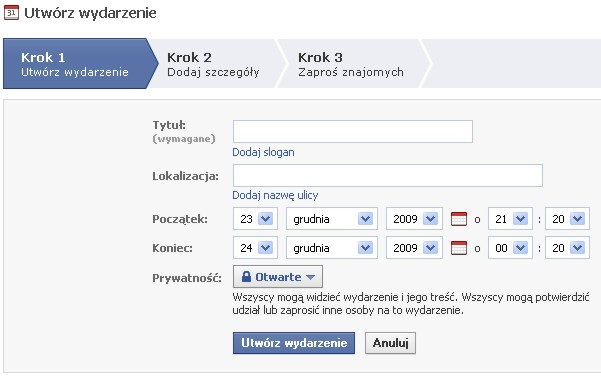 31 Utwórz wydarzenie
Krok 1
Utwórz wydarzenie
Krok 2
Dodaj szczegóły
Krok 3
Zaproś znajomych
Tytuł:
(wymagane)
Dodaj slogan
Lokalizacja:
Dodaj nazwę ulicy
Początek: 23 grudnia 2009 o 21 : 20
Koniec: 24 grudnia 2009 o 00 : 20
Prywatność: Otwarte
Wszyscy mogą widzieć wydarzenie i jego treść. Wszyscy mogą potwierdzić
udział lub zaprosić inne osoby na to wydarzenie.
Utwórz wydarzenie Anuluj